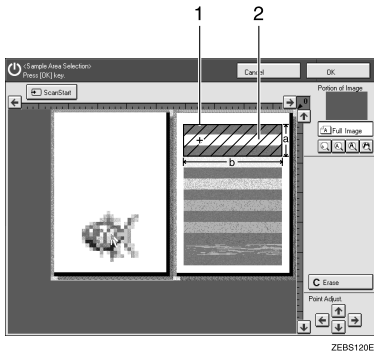 1 2
<Sample Area Selection>
Press [OK] key.
Cancel
OK
ScanStart
0
Portion of Image
Full Image
a
b
C Erase
Point Adjust.
ZEBS120E